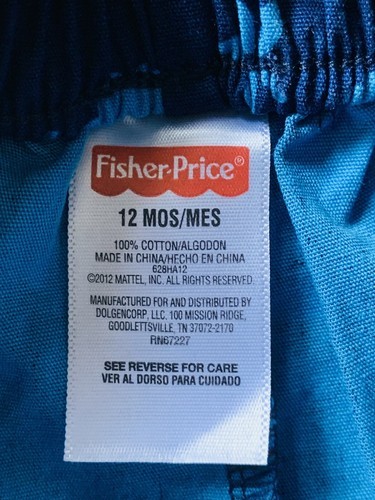 Fisher-Price®
12 MOS/MES
100% COTTON/ALGODON
MADE IN CHINA/HECHO EN CHINA
628HA12
©2012 MATTEL, INC. ALL RIGHTS RESERVED.
MANUFACTURED FOR AND DISTRIBUTED BY
DOLGENCORP, LLC. 100 MISSION RIDGE,
GOODLETTSVILLE, TN 37072-2170
RN67227
SEE REVERSE FOR CARE
VER AL DORSO PARA CUIDADO